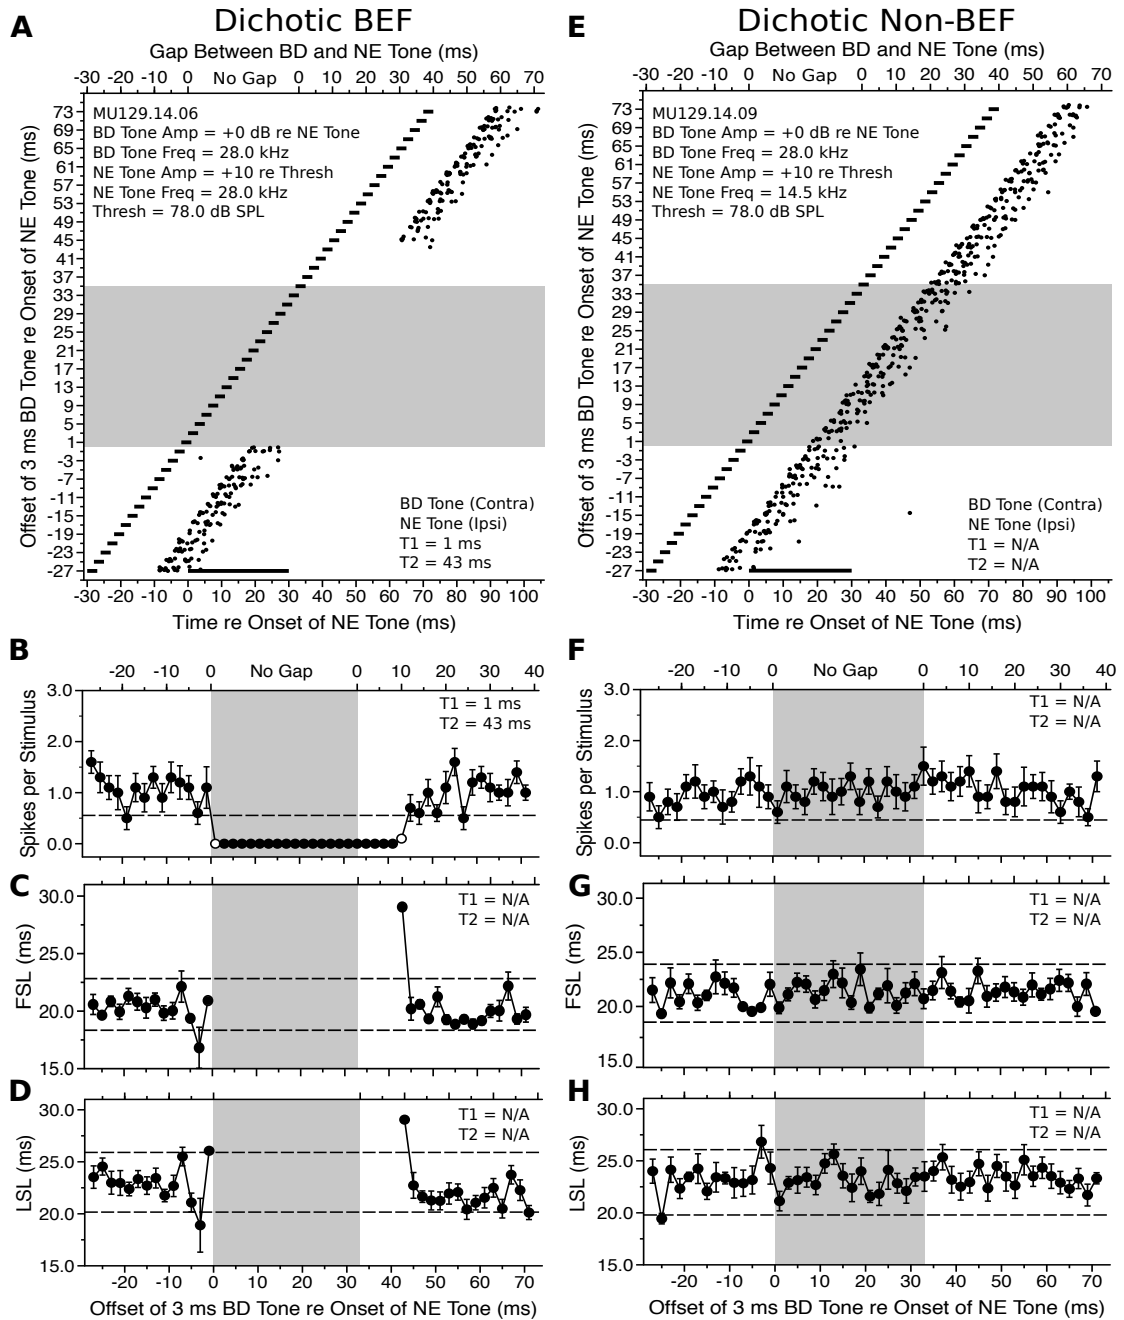 A
Dichotic BEF
Gap Between BD and NE Tone (ms)
-30 -20 -10 0 No Gap 0 10 20 30 40 50 60 70
MU129.14.06
BD Tone Amp = +0 dB re NE Tone
BD Tone Freq = 28.0 kHz
NE Tone Amp = +10 re Thresh
NE Tone Freq = 28.0 kHz
Thresh = 78.0 dB SPL
Offset of 3 ms BD Tone re Onset of NE Tone (ms)
73
69
65
61
57
53
49
45
41
37
33
29
25
21
17
13
9
5
1
-3
-7
-11
-15
-19
-23
-27
BD Tone (Contra)
NE Tone (Ipsi)
T1 = 1 ms
T2 = 43 ms
-30 -20 -10 0 10 20 30 40 50 60 70 80 90 100
Time re Onset of NE Tone (ms)
E
Dichotic Non-BEF
Gap Between BD and NE Tone (ms)
-30 -20 -10 0 No Gap 0 10 20 30 40 50 60 70
MU129.14.09
BD Tone Amp = +0 dB re NE Tone
BD Tone Freq = 28.0 kHz
NE Tone Amp = +10 re Thresh
NE Tone Freq = 14.5 kHz
Thresh = 78.0 dB SPL
Offset of 3 ms BD Tone re Onset of NE Tone (ms)
73
69
65
61
57
53
49
45
41
37
33
29
25
21
17
13
9
5
1
-3
-7
-11
-15
-19
-23
-27
BD Tone (Contra)
NE Tone (Ipsi)
T1 = N/A
T2 = N/A
-30 -20 -10 0 10 20 30 40 50 60 70 80 90 100
Time re Onset of NE Tone (ms)
B
-20 -10 0 No Gap 0 10 20 30 40
Spikes per Stimulus
3.0
2.0
1.0
0.0
T1 = 1 ms
T2 = 43 ms
F
-20 -10 0 No Gap 0 10 20 30 40
Spikes per Stimulus
3.0
2.0
1.0
0.0
T1 = N/A
T2 = N/A
C
FSL (ms)
30.0
25.0
20.0
15.0
T1 = N/A
T2 = N/A
G
FSL (ms)
30.0
25.0
20.0
15.0
T1 = N/A
T2 = N/A
D
LSL (ms)
30.0
25.0
20.0
15.0
T1 = N/A
T2 = N/A
-20 -10 0 10 20 30 40 50 60 70
Offset of 3 ms BD Tone re Onset of NE Tone (ms)
H
LSL (ms)
30.0
25.0
20.0
15.0
T1 = N/A
T2 = N/A
-20 -10 0 10 20 30 40 50 60 70
Offset of 3 ms BD Tone re Onset of NE Tone (ms)